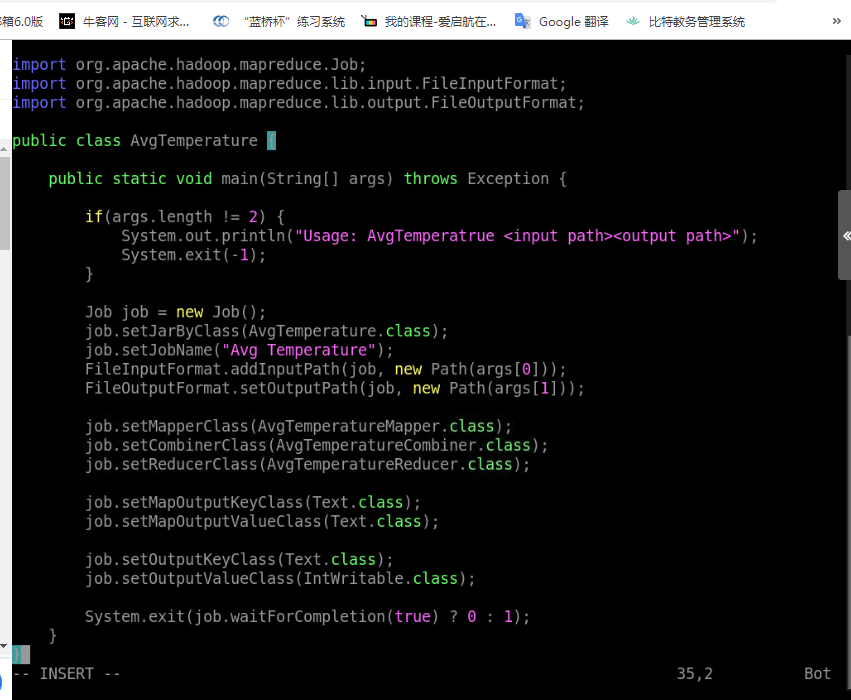 箱6.0版 牛客网 - 互联网求... “蓝桥杯” 练习系统 我的课程-爱启航在... Google 翻译 比特教务管理系统 »
import org.apache.hadoop.mapreduce.Job;
import org.apache.hadoop.mapreduce.lib.input.FileInputFormat;
import org.apache.hadoop.mapreduce.lib.output.FileOutputFormat;
public class AvgTemperature {
public static void main(String[] args) throws Exception {
if(args.length != 2) {
System.out.println("Usage: AvgTemperatrue <input path><output path>");
System.exit(-1);
}
Job job = new Job();
job.setJarByClass(AvgTemperature.class);
job.setJobName("Avg Temperature");
FileInputFormat.addInputPath(job, new Path(args[0]));
FileOutputFormat.setOutputPath(job, new Path(args[1]));
job.setMapperClass(AvgTemperatureMapper.class);
job.setCombinerClass(AvgTemperatureCombiner.class);
job.setReducerClass(AvgTemperatureReducer.class);
job.setMapOutputKeyClass(Text.class);
job.setMapOutputValueClass(Text.class);
job.setOutputKeyClass(Text.class);
job.setOutputValueClass(IntWritable.class);
System.exit(job.waitForCompletion(true) ? 0 : 1);
}
}
-- INSERT -- 35,2 Bot